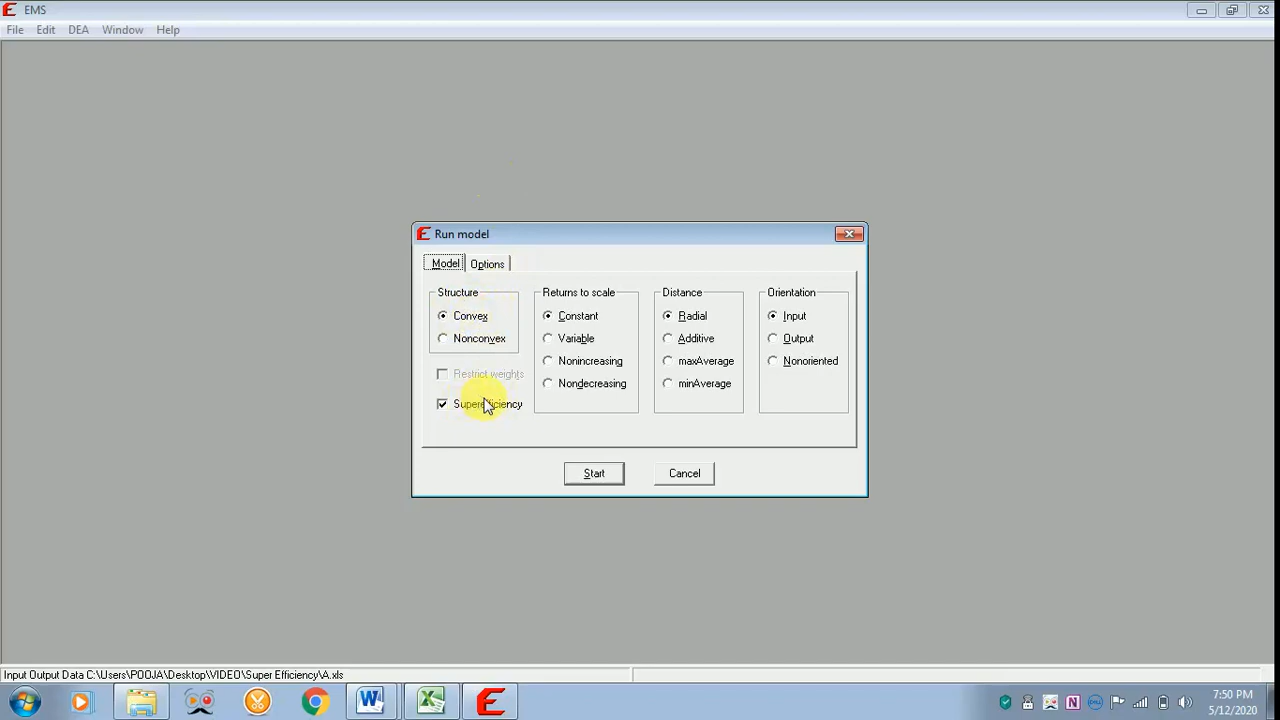 EMS
File Edit DEA Window Help
Run model
Model Options
Structure
Convex
Nonconvex
Restrict weights
Superefficiency
Returns to scale
Constant
Variable
Nonincreasing
Nondecreasing
Distance
Radial
Additive
maxAverage
minAverage
Orientation
Input
Output
Nonoriented
Start Cancel
Input Output Data C:\Users\POOJA\Desktop\VIDEO\Super Efficiency\A.xls
7:50 PM
5/12/2020